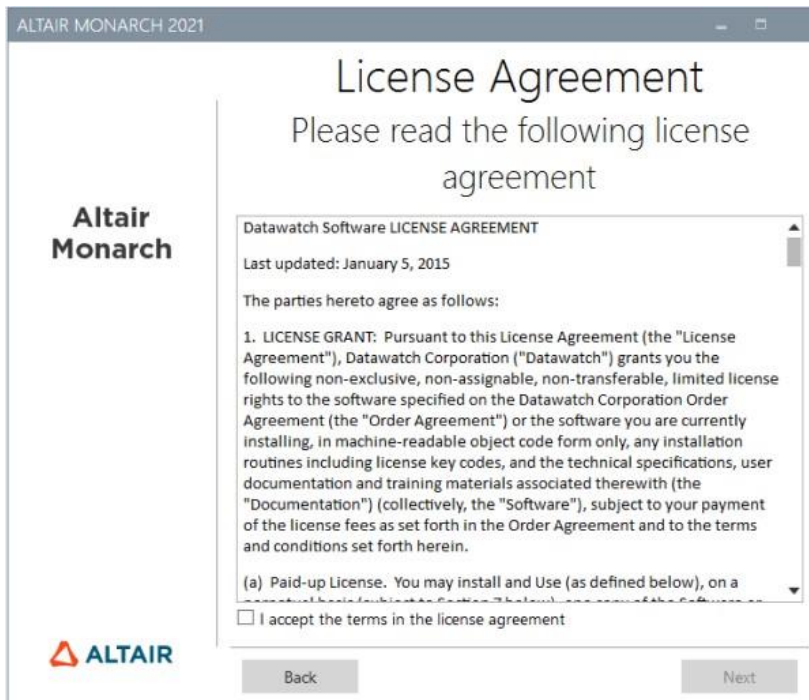 ALTAIR MONARCH 2021
License Agreement
Please read the following license
agreement
Altair
Monarch
Datawatch Software LICENSE AGREEMENT
Last updated: January 5, 2015
The parties hereto agree as follows:
1. LICENSE GRANT: Pursuant to this License Agreement (the "License
Agreement"), Datawatch Corporation ("Datawatch") grants you the
following non-exclusive, non-assignable, non-transferable, limited license
rights to the software specified on the Datawatch Corporation Order
Agreement (the "Order Agreement") or the software you are currently
installing, in machine-readable object code form only, any installation
routines including license key codes, and the technical specifications, user
documentation and training materials associated therewith (the
"Documentation") (collectively, the "Software"), subject to your payment
of the license fees as set forth in the Order Agreement and to the terms
and conditions set forth herein.
(a) Paid-up License. You may install and Use (as defined below), on a
I accept the terms in the license agreement
ALTAIR
Back
Next